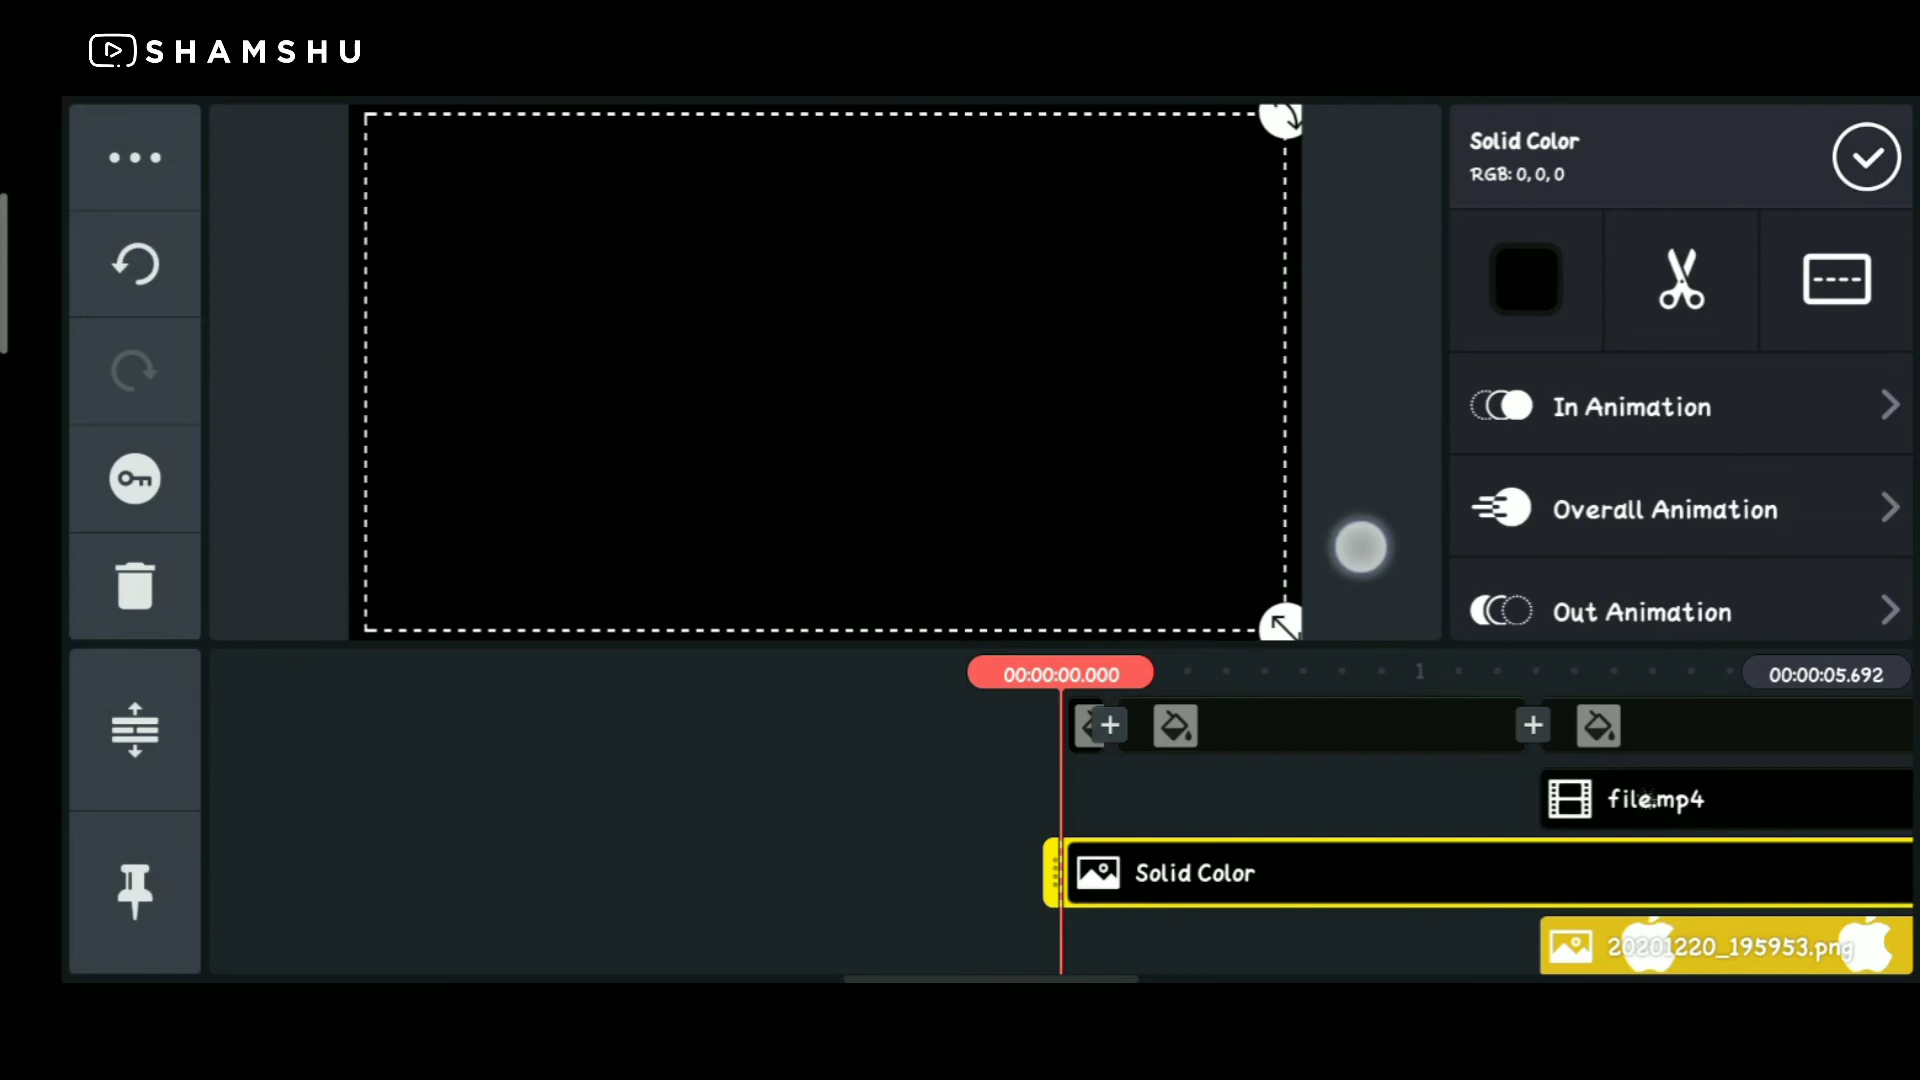 SHAMSHU
Solid Color
RGB: 0, 0, 0
In Animation
Overall Animation
Out Animation
00:00:00.000
1
00:00:05.692
file.mp4
Solid Color
20201220_195953.png